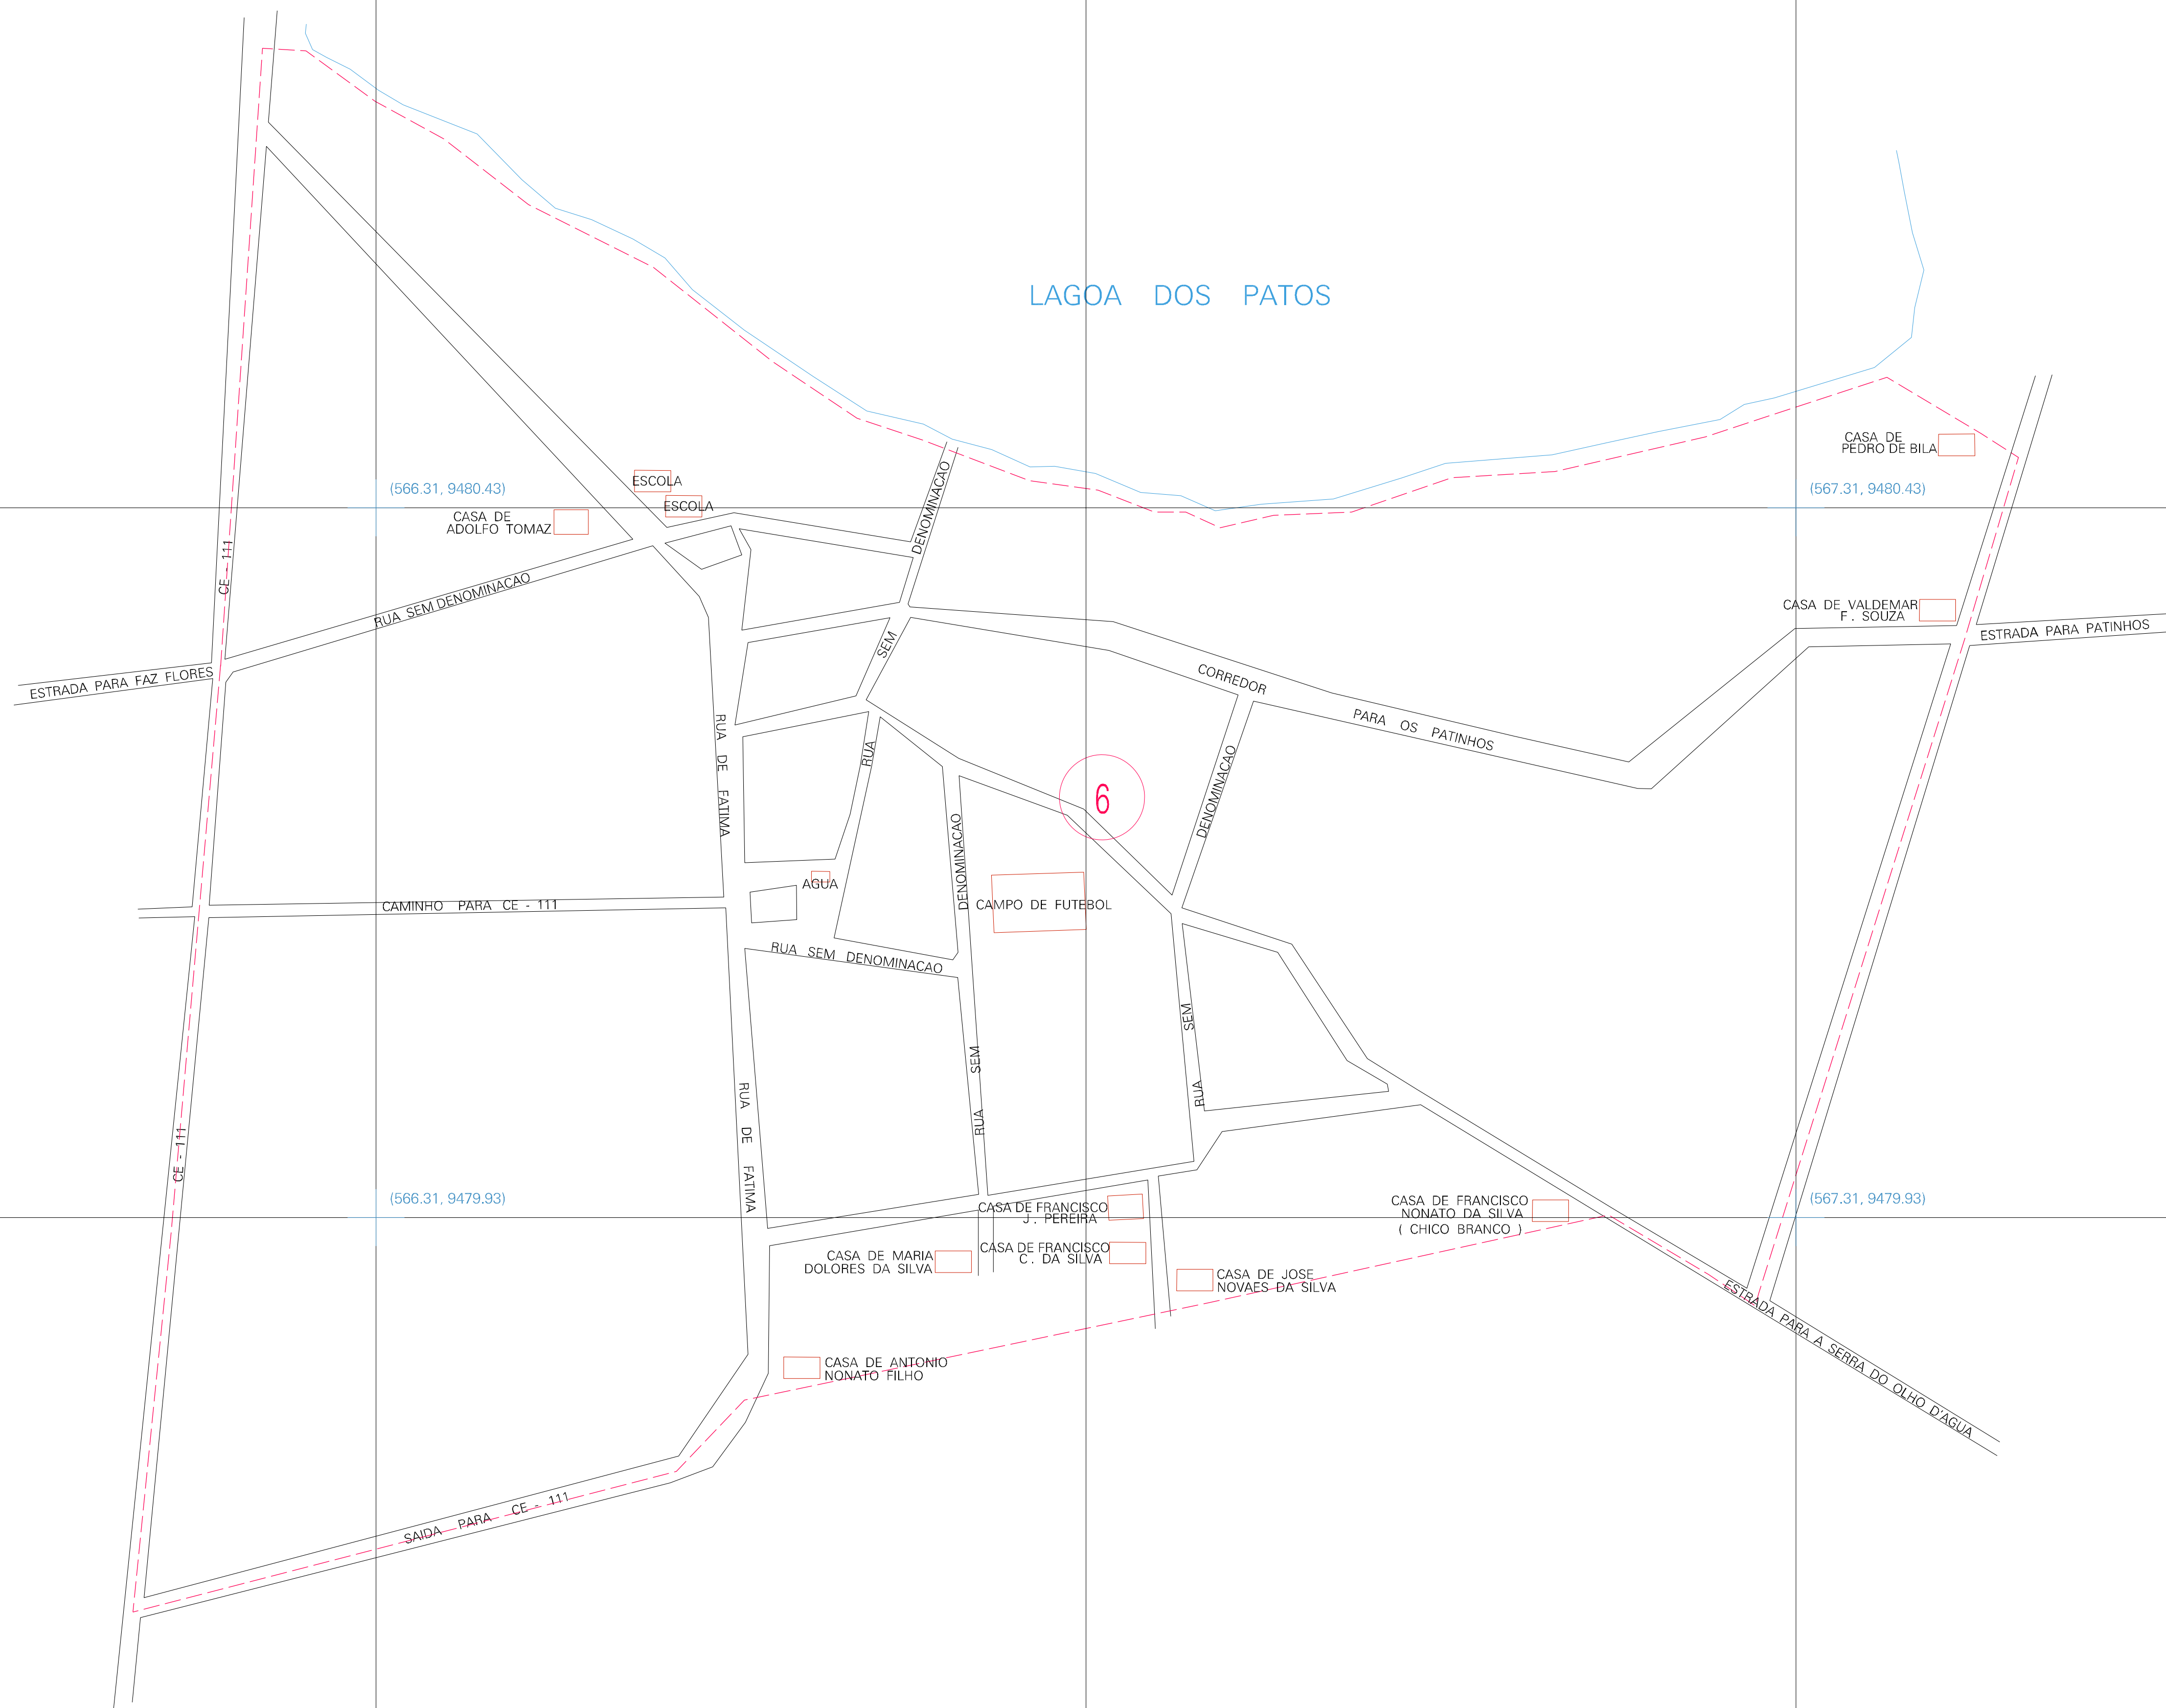 LAGOA DOS PATOS
CASA DE
PEDRO DE BILA
(566.31, 9480.43)
(567.31, 9480.43)
ESCOLA
ESCOLA
CASA DE
ADOLFO TOMAZ
DENOMINACAO
SEM
RUA
CE - 111
RUA SEM DENOMINACAO
CASA DE VALDEMAR
F. SOUZA
ESTRADA PARA PATINHOS
ESTRADA PARA FAZ FLORES
CORREDOR
PARA OS PATINHOS
RUA DE FATIMA
6
DENOMINACAO
SEM
RUA
DENOMINACAO
SEM
RUA
AGUA
CAMPO DE FUTEBOL
CAMINHO PARA CE - 111
RUA SEM DENOMINACAO
RUA DE FATIMA
CE - 111
(566.31, 9479.93)
(567.31, 9479.93)
CASA DE FRANCISCO
J. PEREIRA
CASA DE FRANCISCO
NONATO DA SILVA
( CHICO BRANCO )
CASA DE MARIA
DOLORES DA SILVA
CASA DE FRANCISCO
C. DA SILVA
CASA DE JOSE
NOVAES DA SILVA
ESTRADA PARA A SERRA DO OLHO D'AGUA
CASA DE ANTONIO
NONATO FILHO
SAIDA PARA CE - 111